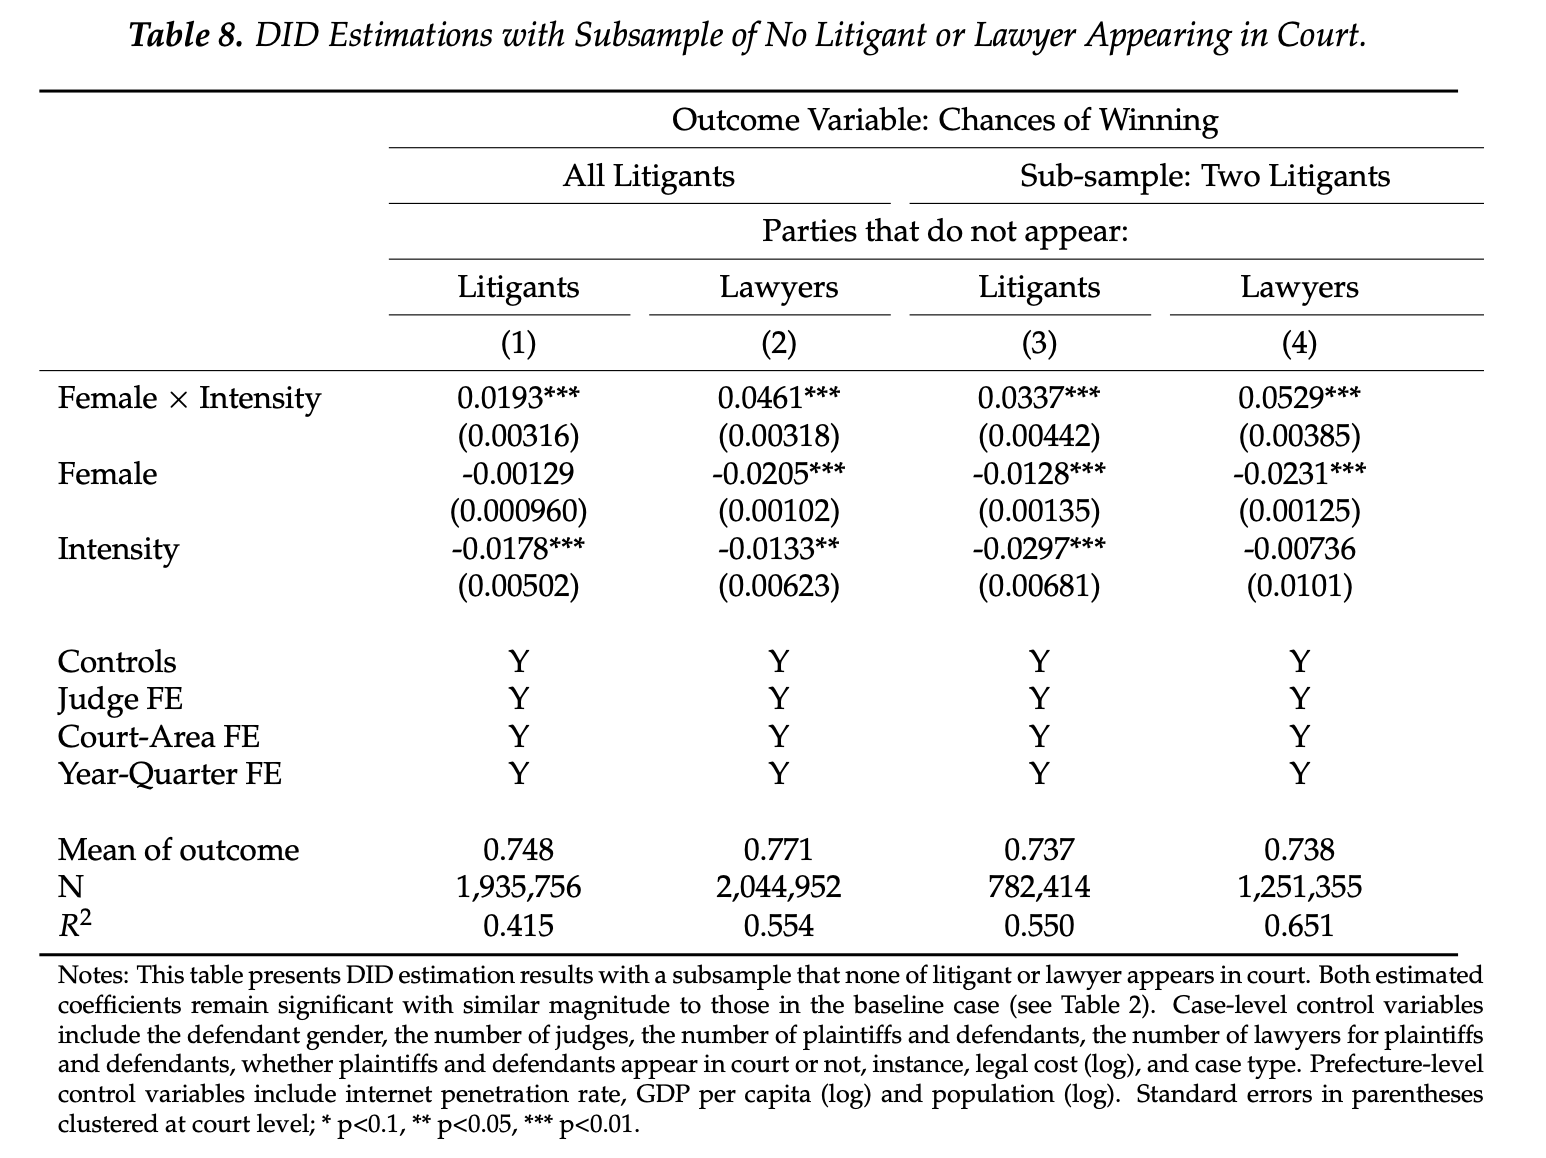 Table 8. DID Estimations with Subsample of No Litigant or Lawyer Appearing in Court.
Outcome Variable: Chances of Winning
All Litigants Sub-sample: Two Litigants
Parties that do not appear:
Litigants Lawyers Litigants Lawyers
(1) (2) (3) (4)
Female × Intensity 0.0193*** 0.0461*** 0.0337*** 0.0529***
(0.00316) (0.00318) (0.00442) (0.00385)
Female -0.00129 -0.0205*** -0.0128*** -0.0231***
(0.000960) (0.00102) (0.00135) (0.00125)
Intensity -0.0178*** -0.0133** -0.0297*** -0.00736
(0.00502) (0.00623) (0.00681) (0.0101)
Controls Y Y Y Y
Judge FE Y Y Y Y
Court-Area FE Y Y Y Y
Year-Quarter FE Y Y Y Y
Mean of outcome 0.748 0.771 0.737 0.738
N 1,935,756 2,044,952 782,414 1,251,355
R² 0.415 0.554 0.550 0.651
Notes: This table presents DID estimation results with a subsample that none of litigant or lawyer appears in court. Both estimated
coefficients remain significant with similar magnitude to those in the baseline case (see Table 2). Case-level control variables
include the defendant gender, the number of judges, the number of plaintiffs and defendants, the number of lawyers for plaintiffs
and defendants, whether plaintiffs and defendants appear in court or not, instance, legal cost (log), and case type. Prefecture-level
control variables include internet penetration rate, GDP per capita (log) and population (log). Standard errors in parentheses
clustered at court level; * p<0.1, ** p<0.05, *** p<0.01.